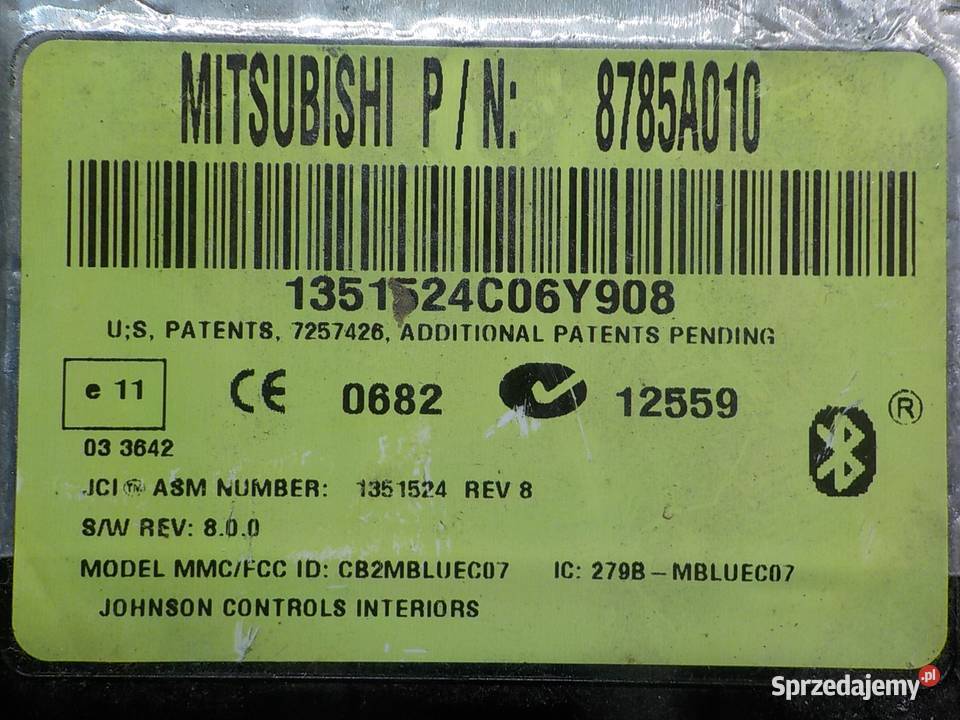 MITSUBISHI P/N: 8785A010
1351524C06Y908
U;S, PATENTS, 7257426, ADDITIONAL PATENTS PENDING
e 11 CE 0682 12559 ®
03 3642
JCI™ ASM NUMBER: 1351524 REV 8
S/W REV: 8.0.0
MODEL MMC/FCC ID: CB2MBLUEC07 IC: 279B-MBLUEC07
JOHNSON CONTROLS INTERIORS
Sprzedajemy.pl